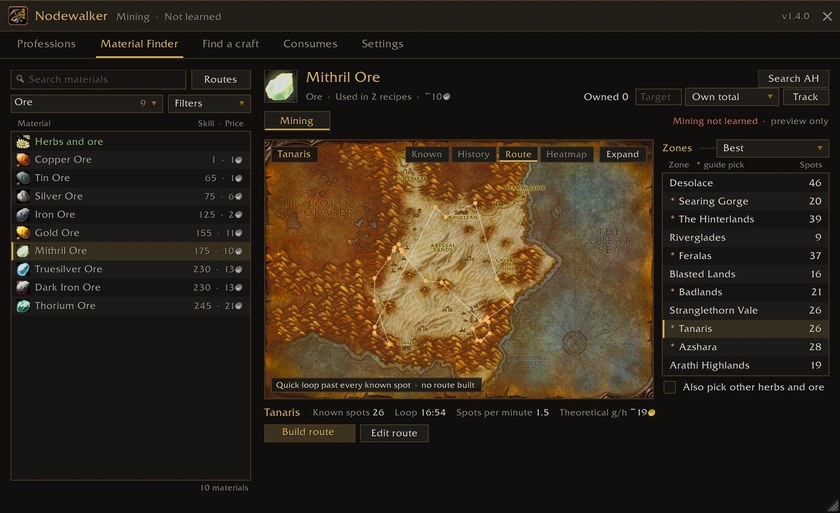 Nodewalker Mining · Not learned v1.4.0
Professions Material Finder Find a craft Consumes Settings
Search materials Routes
Ore 9 Filters
Material Skill · Price
Herbs and ore
Copper Ore 1 · 1
Tin Ore 65 · 1
Silver Ore 75 · 6
Iron Ore 125 · 2
Gold Ore 155 · 11
Mithril Ore 175 · 10
Truesilver Ore 230 · 13
Dark Iron Ore 230 · 13
Thorium Ore 245 · 21
10 materials
Mithril Ore
Ore · Used in 2 recipes · ~10
Search AH
Owned 0 Target Own total Track
Mining
Mining not learned · preview only
Tanaris Known History Route Heatmap Expand
ABYSSAL SANDS
THE GREAT SEA
Quick loop past every known spot · no route built
Tanaris Known spots 26 Loop 16:54 Spots per minute 1.5 Theoretical g/h ~19
Build route Edit route
Zones Best
Zone * guide pick Spots
Desolace 46
* Searing Gorge 20
* The Hinterlands 39
Riverglades 9
* Feralas 37
Blasted Lands 16
* Badlands 21
Stranglethorn Vale 26
* Tanaris 26
* Azshara 28
Arathi Highlands 19
Also pick other herbs and ore